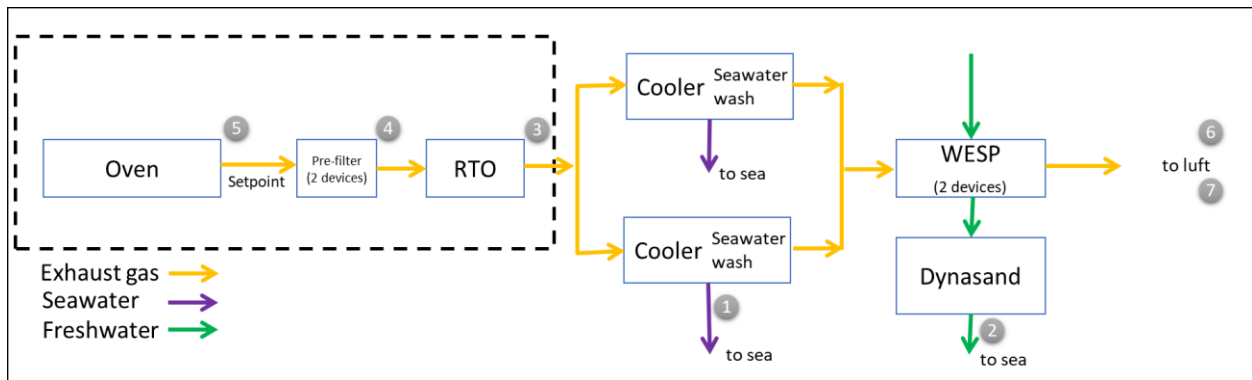 Oven
5
Setpoint
Pre-filter
(2 devices)
4
RTO
3
Cooler Seawater
wash
to sea
Cooler Seawater
wash
1
to sea
WESP
(2 devices)
Dynasand
2
to sea
6
to luft
7
Exhaust gas
Seawater
Freshwater